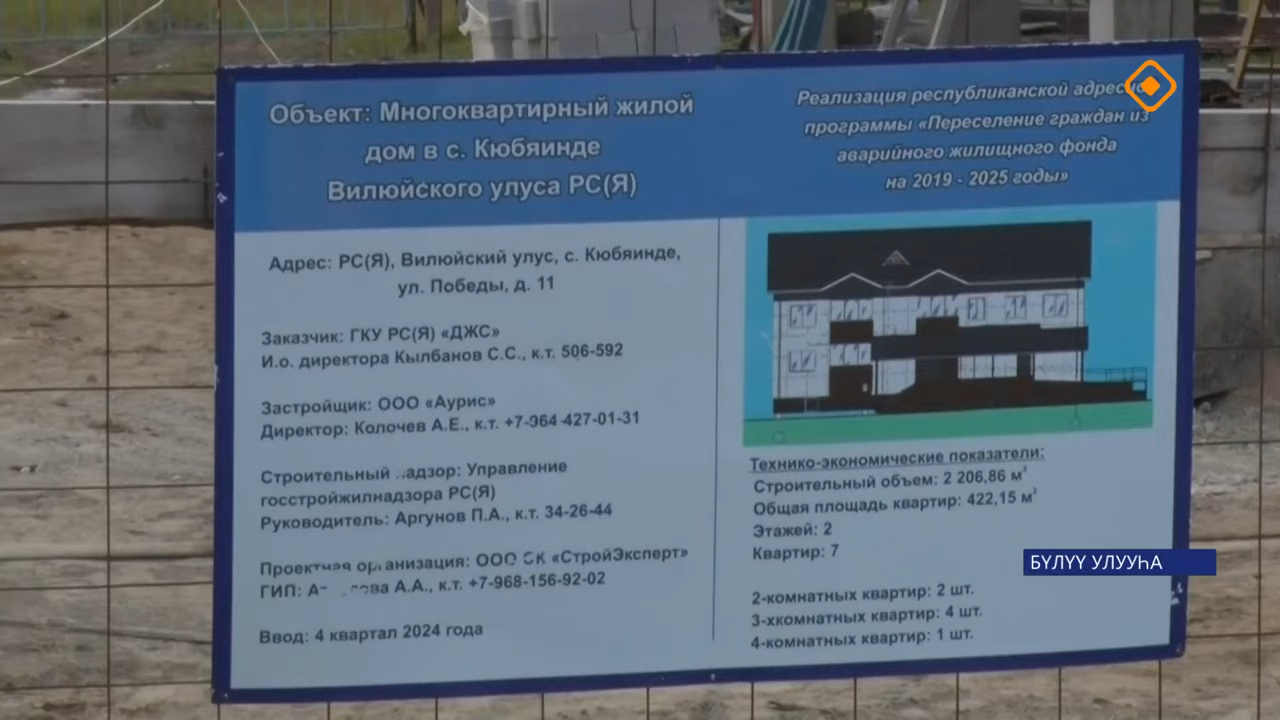 Объект: Многоквартирный жилой
дом в с. Кюбяинде
Вилюйского улуса РС(Я)
Реализация республиканской
программы «Переселение граждан из
аварийного жилищного фонда
на 2019 - 2025 годы»
Адрес: РС(Я), Вилюйский улус, с. Кюбяинде,
ул. Победы, д. 11
Заказчик: ГКУ РС(Я) «ДЖС»
И.о. директора Кылбанов С.С., к.т. 506-592
Застройщик: ООО «Аурис»
Директор: Колочев А.Е., к.т. +7-964-427-01-31
Строительный надзор: Управление
госстройжилнадзора РС(Я)
Руководитель: Аргунов П.А., к.т. 34-26-44
Проектная организация: ООО СК «СтройЭксперт»
ГИП: А.А., к.т. +7-968-156-92-02
Ввод: 4 квартал 2024 года
Технико-экономические показатели:
Строительный объем: 2 206,86 м³
Общая площадь квартир: 422,15 м²
Этажей: 2
Квартир: 7
2-комнатных квартир: 2 шт.
3-хкомнатных квартир: 4 шт.
4-комнатных квартир: 1 шт.
БҮЛҮҮ УЛУУҺА